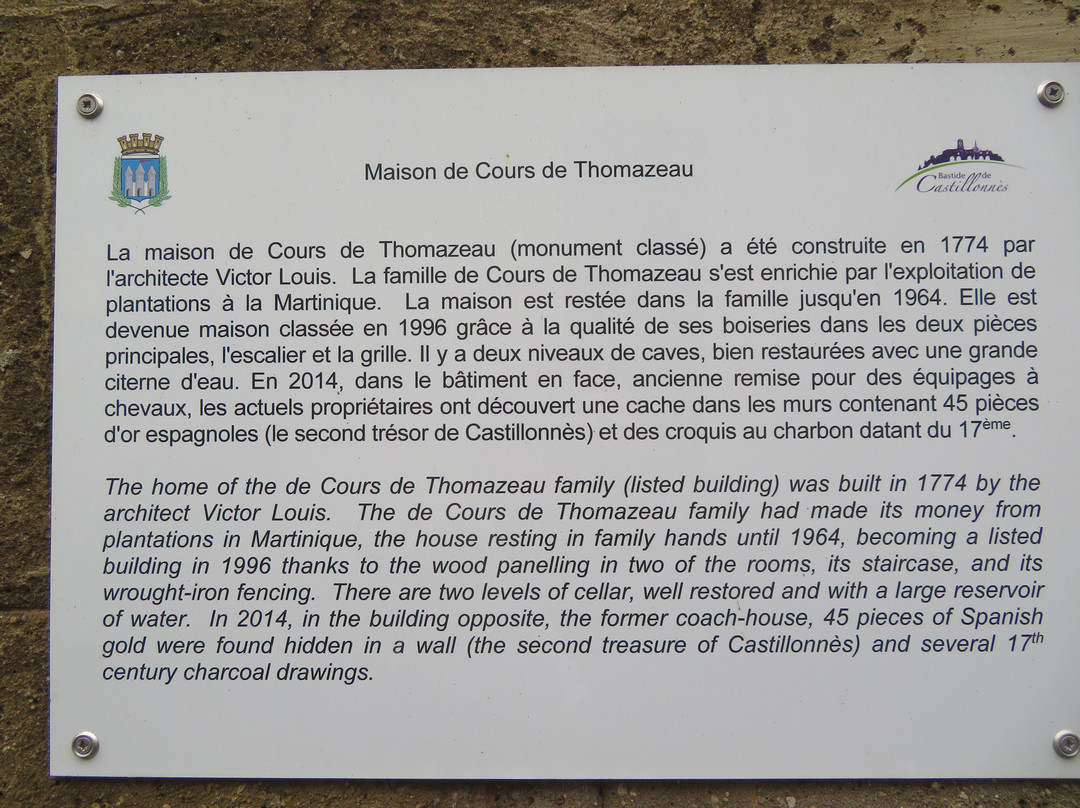 Maison de Cours de Thomazeau
Bastide de
Castillonnès
La maison de Cours de Thomazeau (monument classé) a été construite en 1774 par
l'architecte Victor Louis. La famille de Cours de Thomazeau s'est enrichie par l'exploitation de
plantations à la Martinique. La maison est restée dans la famille jusqu'en 1964. Elle est
devenue maison classée en 1996 grâce à la qualité de ses boiseries dans les deux pièces
principales, l'escalier et la grille. Il y a deux niveaux de caves, bien restaurées avec une grande
citerne d'eau. En 2014, dans le bâtiment en face, ancienne remise pour des équipages à
chevaux, les actuels propriétaires ont découvert une cache dans les murs contenant 45 pièces
d'or espagnoles (le second trésor de Castillonnès) et des croquis au charbon datant du 17ème.
The home of the de Cours de Thomazeau family (listed building) was built in 1774 by the
architect Victor Louis. The de Cours de Thomazeau family had made its money from
plantations in Martinique, the house resting in family hands until 1964, becoming a listed
building in 1996 thanks to the wood panelling in two of the rooms, its staircase, and its
wrought-iron fencing. There are two levels of cellar, well restored and with a large reservoir
of water. In 2014, in the building opposite, the former coach-house, 45 pieces of Spanish
gold were found hidden in a wall (the second treasure of Castillonnès) and several 17th
century charcoal drawings.